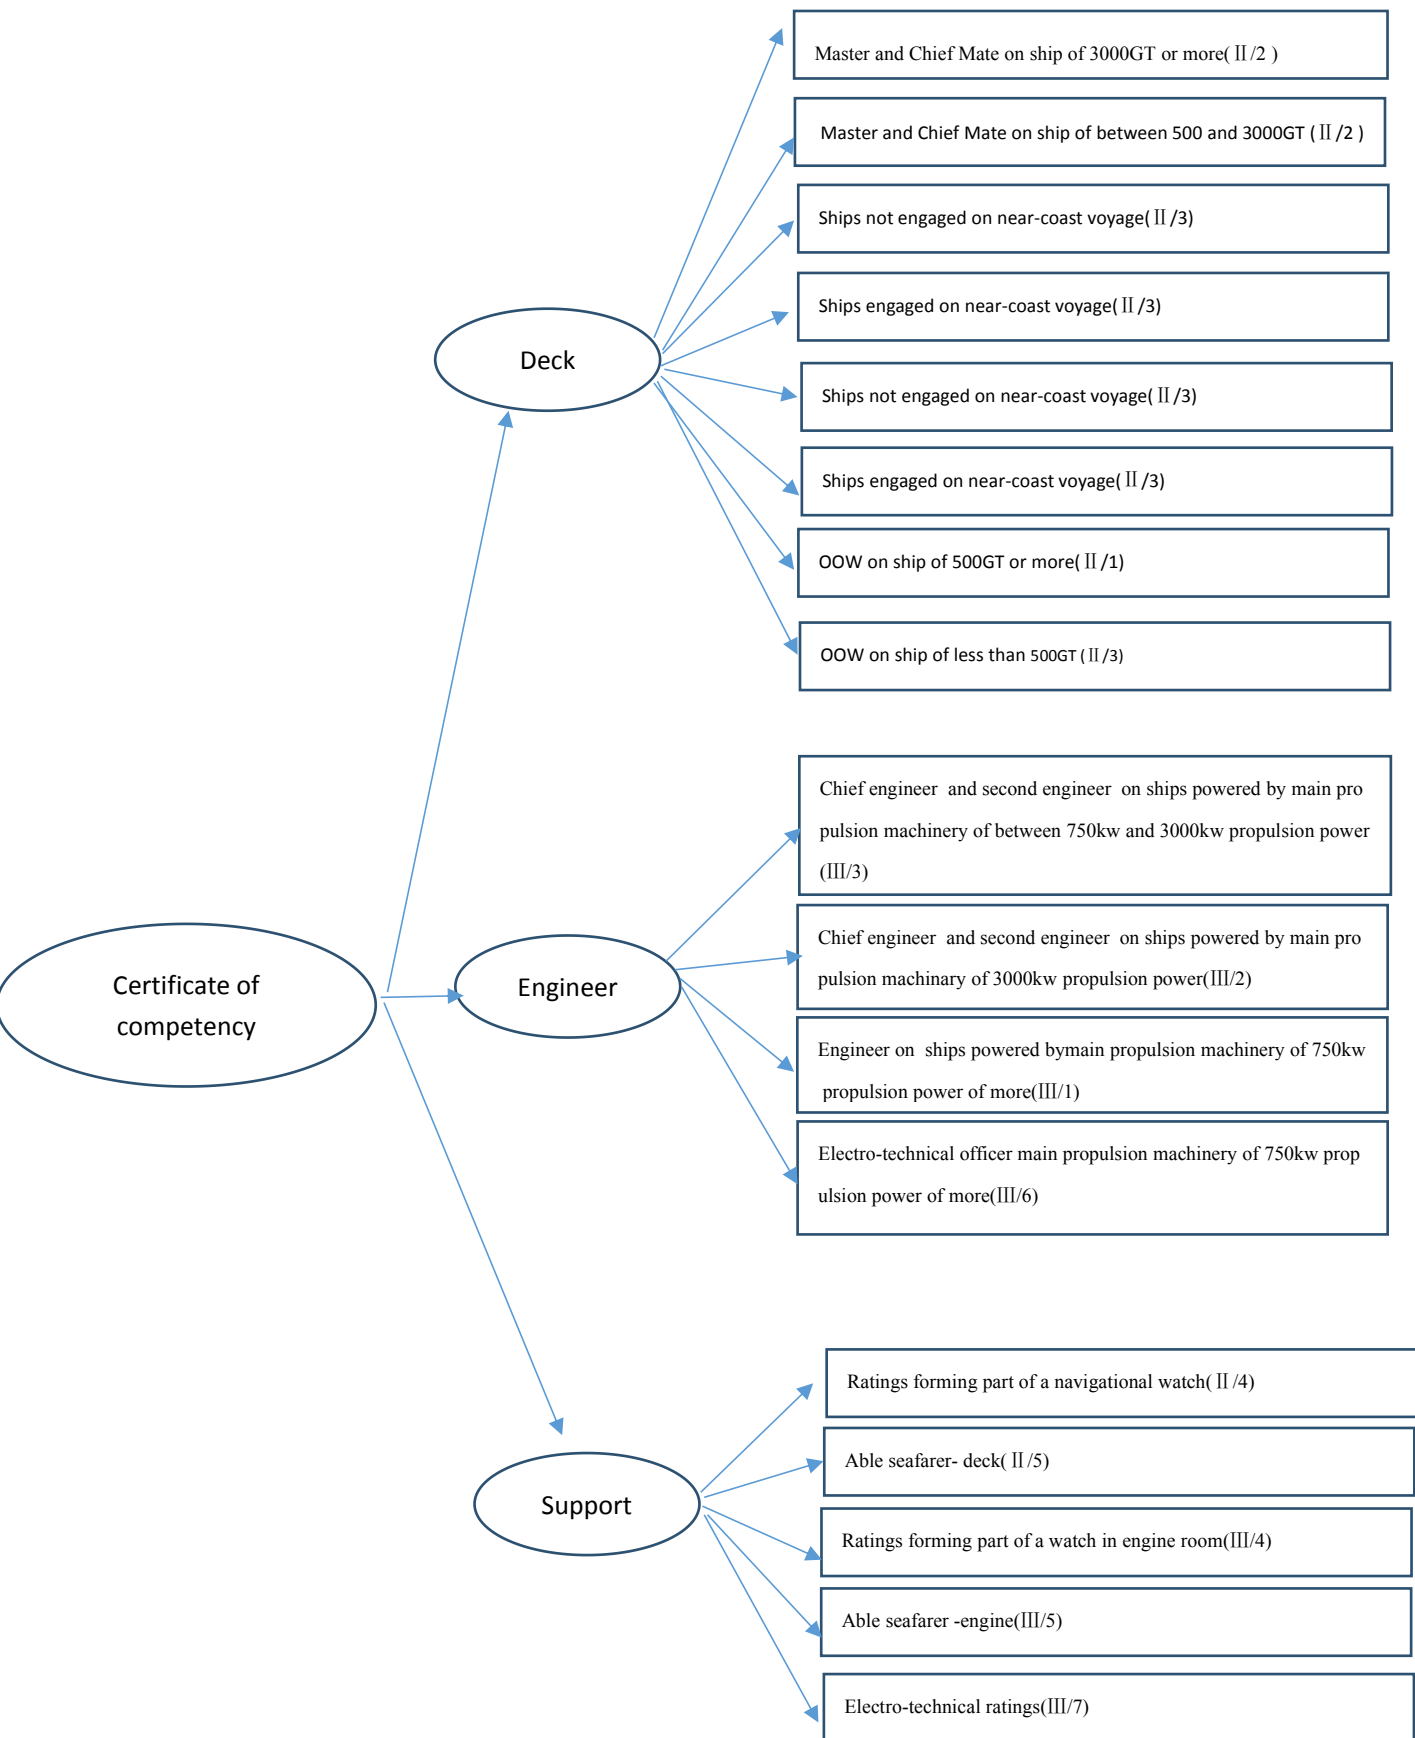 Master and Chief Mate on ship of 3000GT or more(Ⅱ/2 )
Master and Chief Mate on ship of between 500 and 3000GT (Ⅱ/2 )
Ships not engaged on near-coast voyage(Ⅱ/3)
Ships engaged on near-coast voyage(Ⅱ/3)
Deck
Ships not engaged on near-coast voyage(Ⅱ/3)
Ships engaged on near-coast voyage(Ⅱ/3)
OOW on ship of 500GT or more(Ⅱ/1)
OOW on ship of less than 500GT (Ⅱ/3)
Chief engineer and second engineer on ships powered by main pro
pulsion machinery of between 750kw and 3000kw propulsion power
(Ⅲ/3)
Chief engineer and second engineer on ships powered by main pro
pulsion machinary of 3000kw propulsion power(Ⅲ/2)
Certificate of
competency
Engineer
Engineer on ships powered bymain propulsion machinery of 750kw
propulsion power of more(Ⅲ/1)
Electro-technical officer main propulsion machinery of 750kw prop
ulsion power of more(Ⅲ/6)
Ratings forming part of a navigational watch(Ⅱ/4)
Able seafarer- deck(Ⅱ/5)
Support
Ratings forming part of a watch in engine room(Ⅲ/4)
Able seafarer -engine(Ⅲ/5)
Electro-technical ratings(Ⅲ/7)